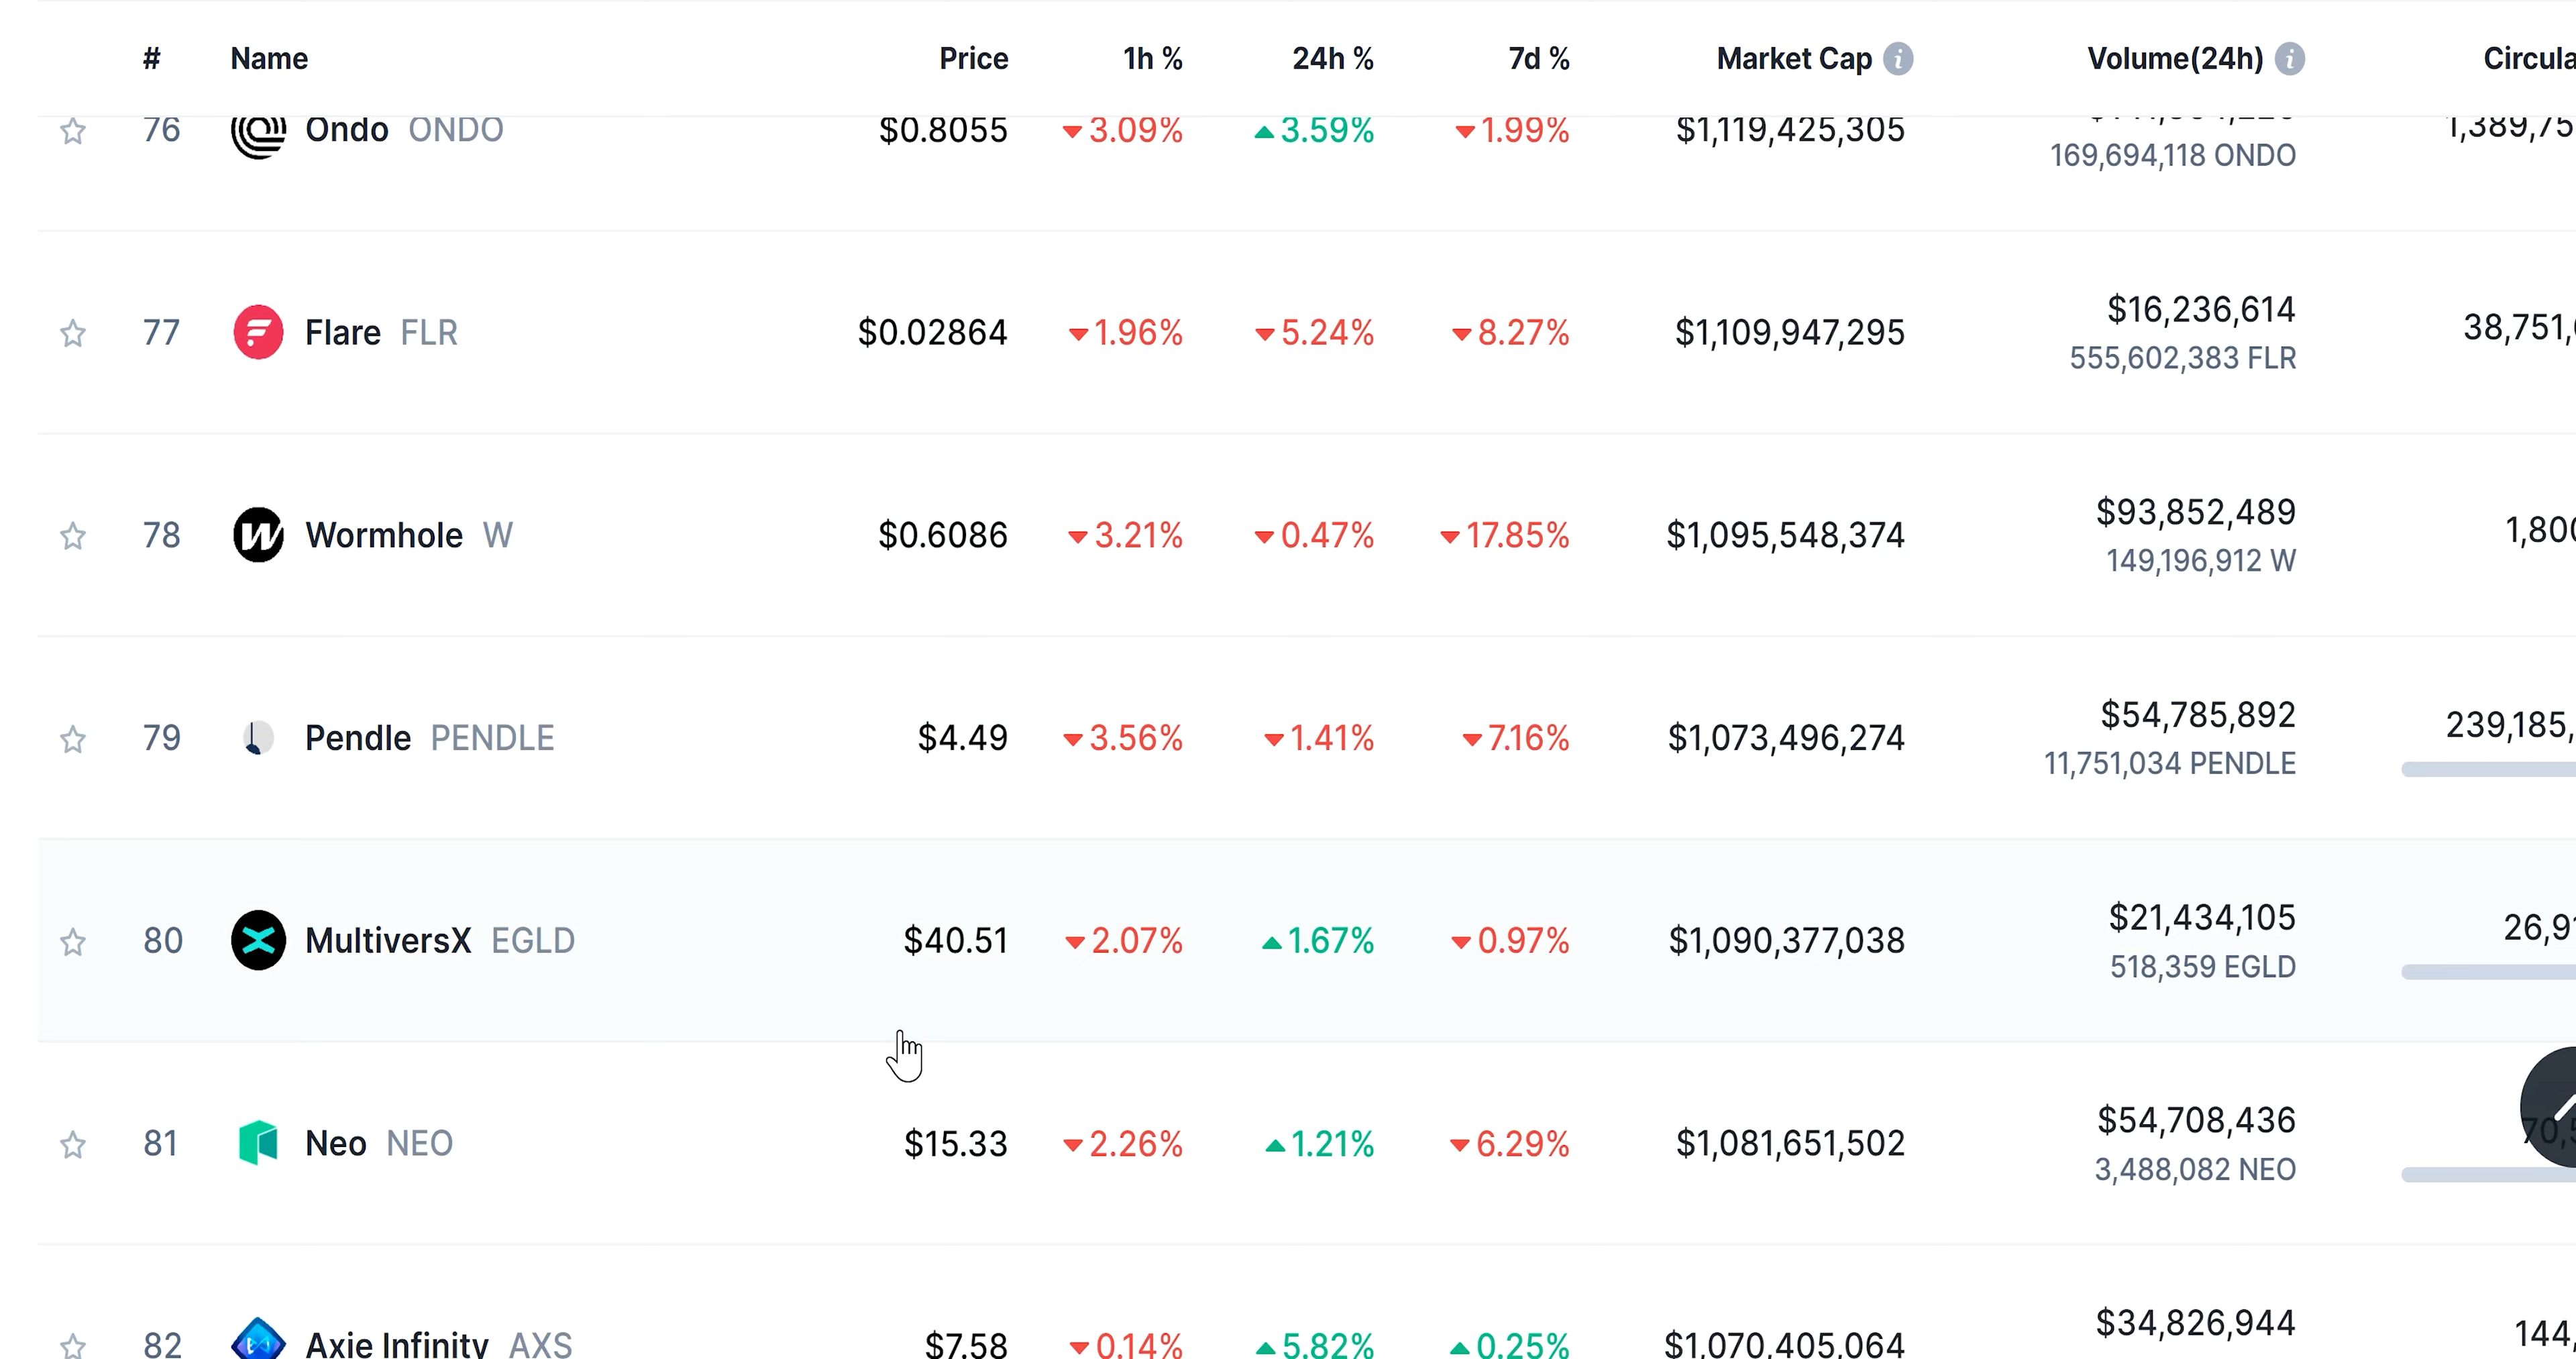 # Name Price 1h % 24h % 7d % Market Cap Volume(24h)
76 Ondo ONDO $0.8055 3.09% 3.59% 1.99% $1,119,425,305
169,694,118 ONDO
77 Flare FLR $0.02864 1.96% 5.24% 8.27% $1,109,947,295 $16,236,614
555,602,383 FLR
78 Wormhole W $0.6086 3.21% 0.47% 17.85% $1,095,548,374 $93,852,489
149,196,912 W
79 Pendle PENDLE $4.49 3.56% 1.41% 7.16% $1,073,496,274 $54,785,892 239,185,
11,751,034 PENDLE
80 MultiversX EGLD $40.51 2.07% 1.67% 0.97% $1,090,377,038 $21,434,105
518,359 EGLD
81 Neo NEO $15.33 2.26% 1.21% 6.29% $1,081,651,502 $54,708,436
3,488,082 NEO
82 Axie Infinity AXS $7.58 0.14% 5.82% 0.25% $1,070,405,064 $34,826,944 144,